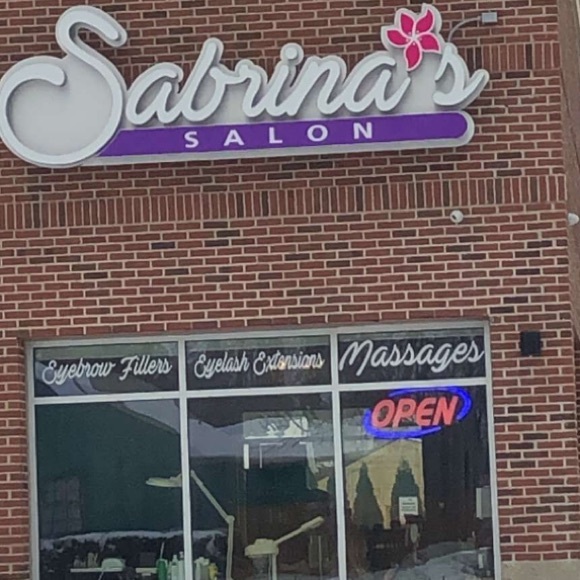 Sabrina's
SALON
Eyebrow Fillers
Eyelash Extensions
Massages
OPEN